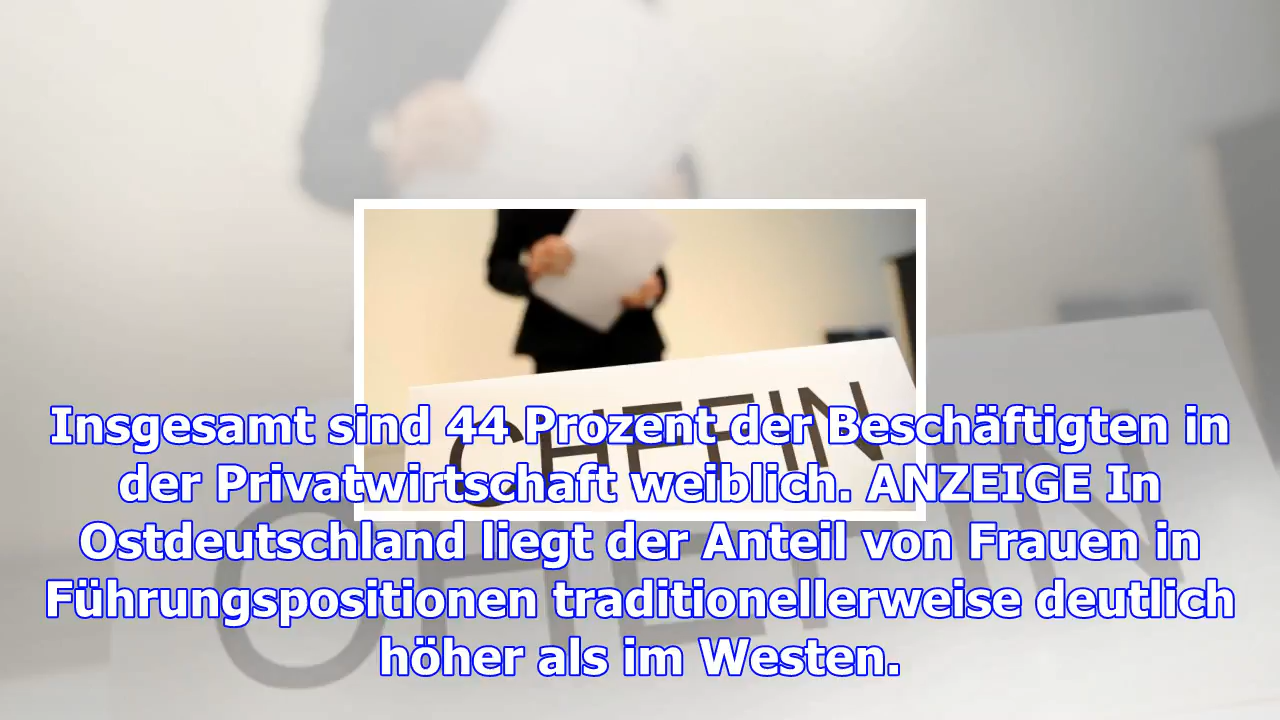 CHEFIN
Insgesamt sind 44 Prozent der Beschäftigten in
der Privatwirtschaft weiblich. ANZEIGE In
Ostdeutschland liegt der Anteil von Frauen in
Führungspositionen traditionellerweise deutlich
höher als im Westen.